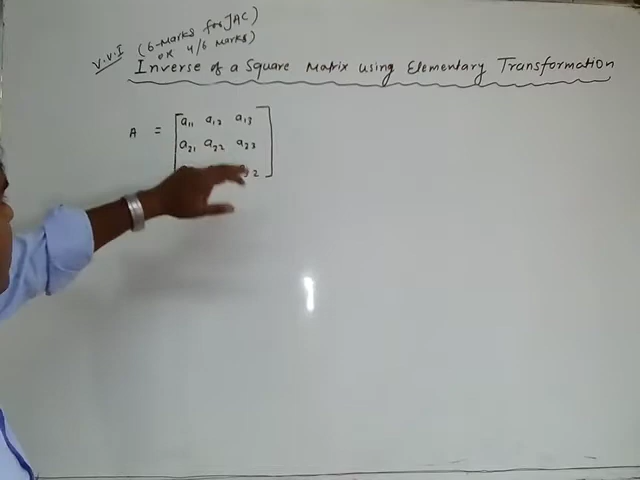 V.V.I (6-Marks for JAC)
OR 4/6 Marks)
Inverse of a Square Matrix using Elementary Transformation
A = [a11 a12 a13
a21 a22 a23
2]